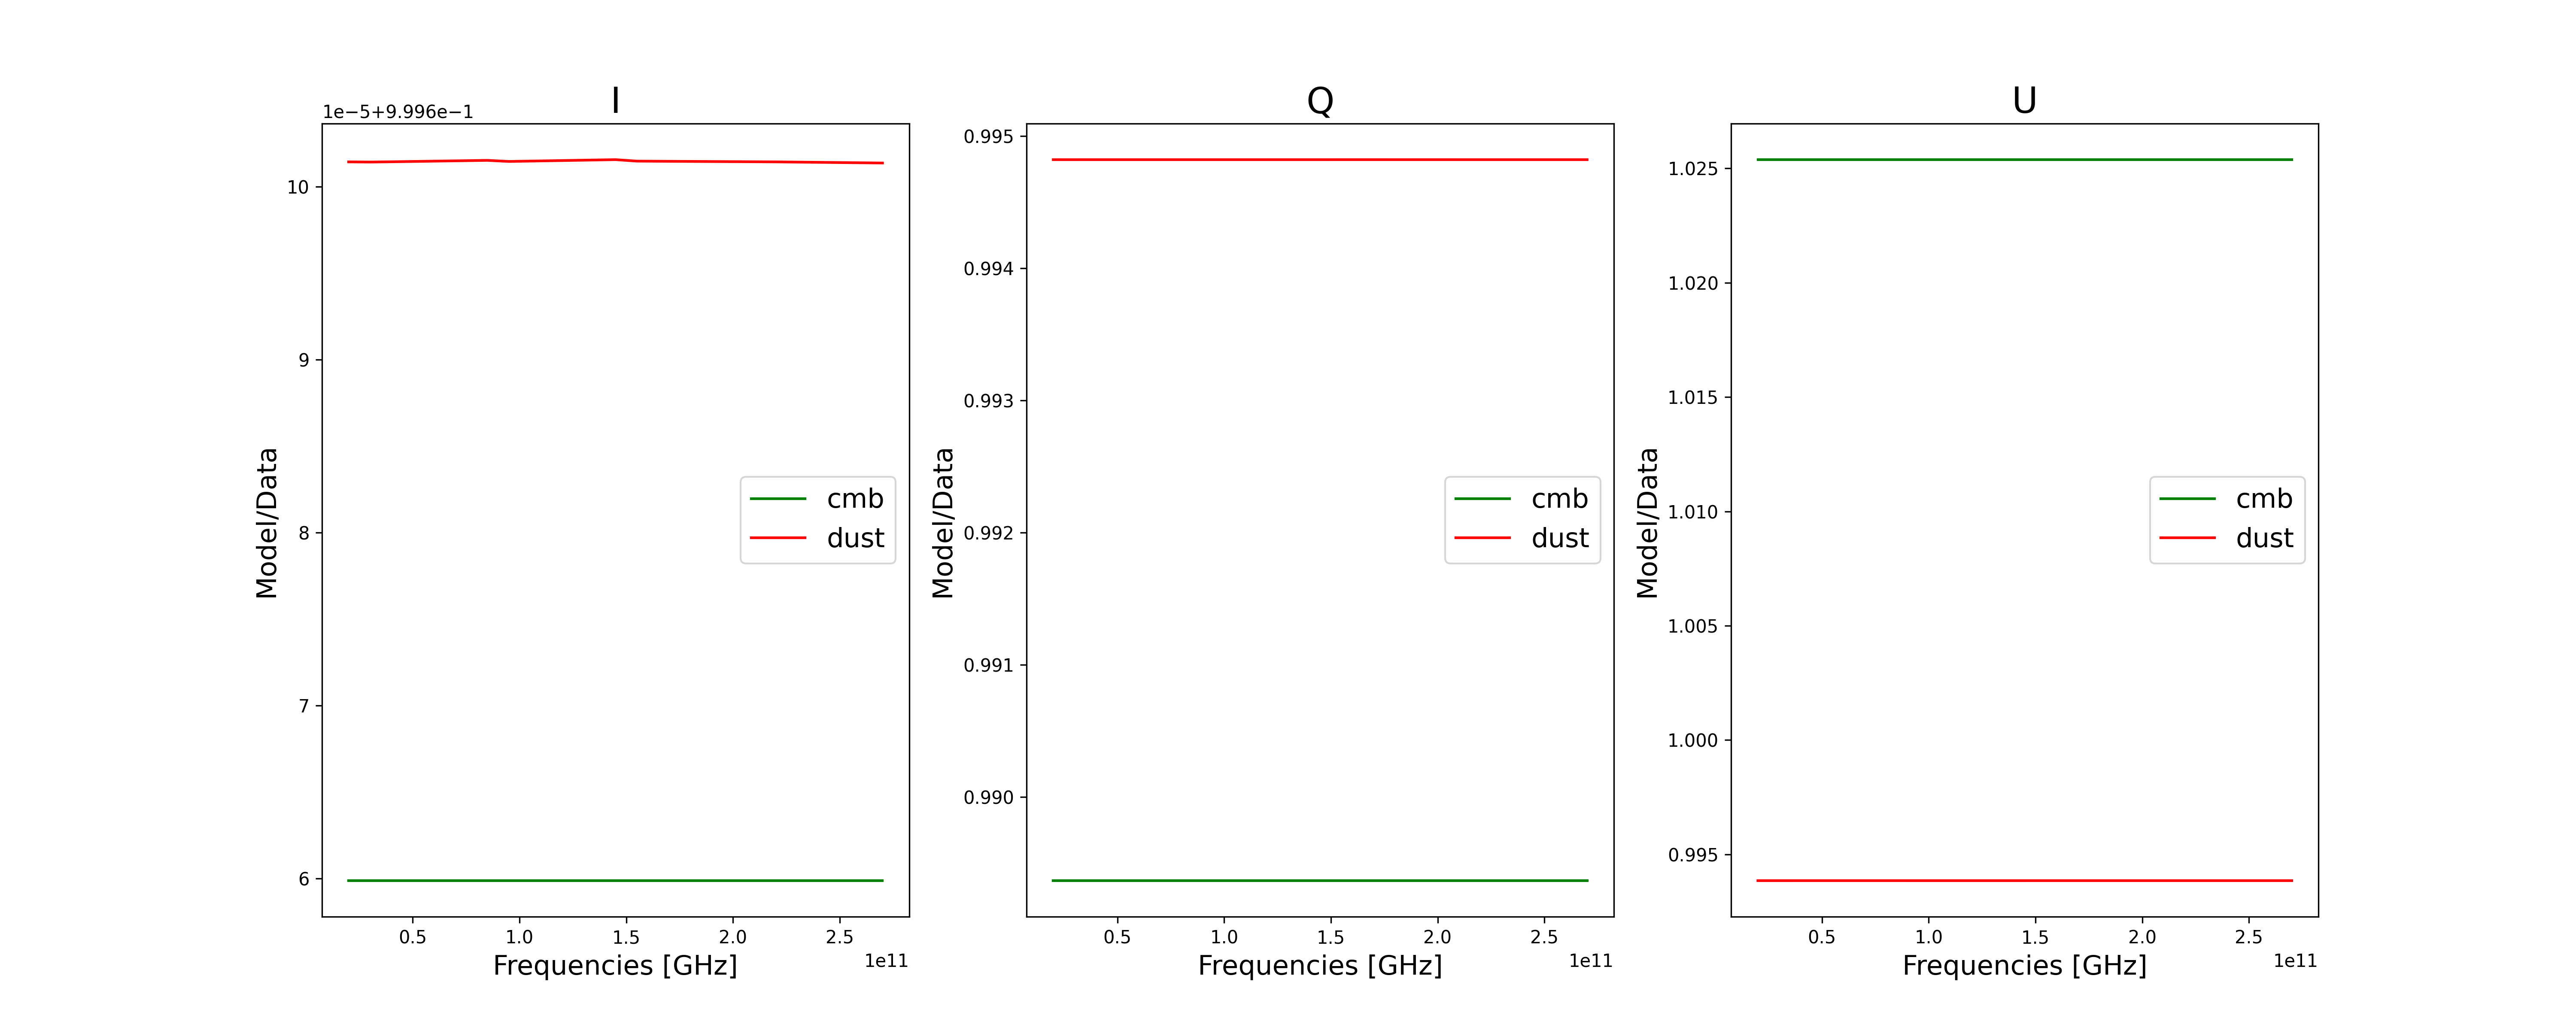 I
1e−5+9.996e−1
10
9
8
7
6
Model/Data
cmb
dust
0.5 1.0 1.5 2.0 2.5
1e11
Frequencies [GHz]
Q
0.995
0.994
0.993
0.992
0.991
0.990
Model/Data
cmb
dust
0.5 1.0 1.5 2.0 2.5
1e11
Frequencies [GHz]
U
1.025
1.020
1.015
1.010
1.005
1.000
0.995
Model/Data
cmb
dust
0.5 1.0 1.5 2.0 2.5
1e11
Frequencies [GHz]